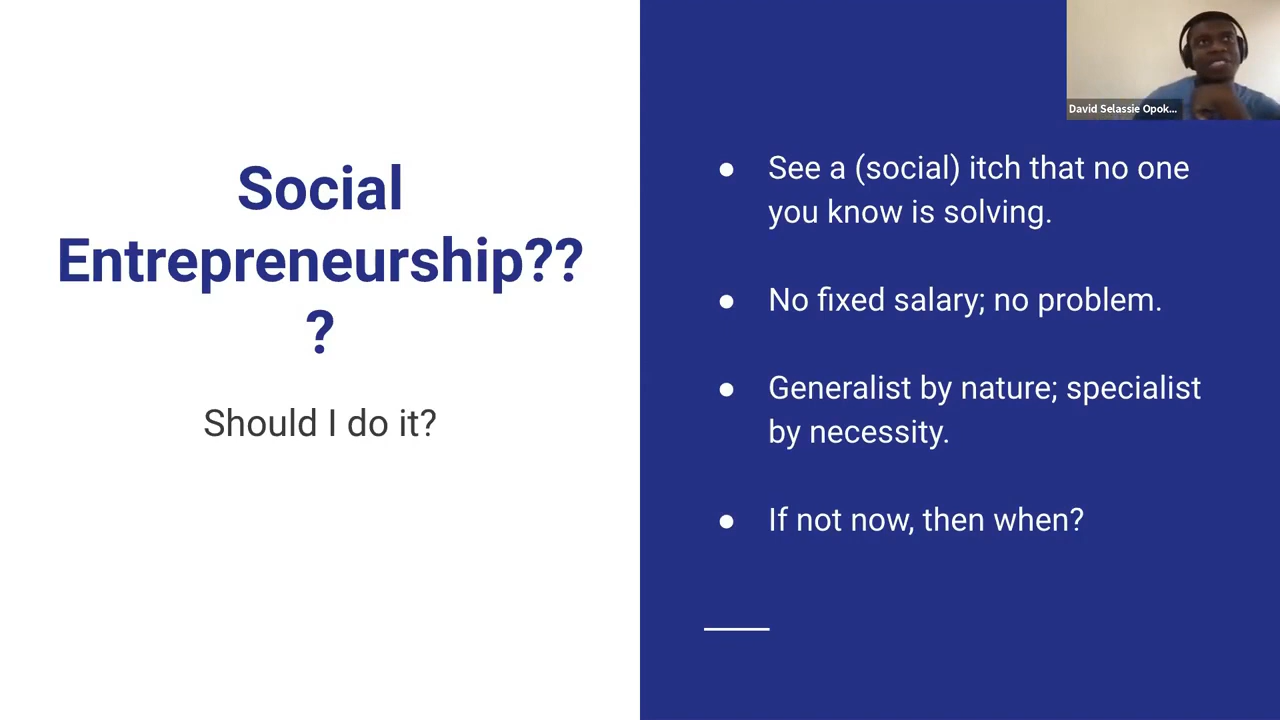 Social
Entrepreneurship??
?
Should I do it?
David Selassie Opok...
● See a (social) itch that no one
you know is solving.
● No fixed salary; no problem.
● Generalist by nature; specialist
by necessity.
● If not now, then when?